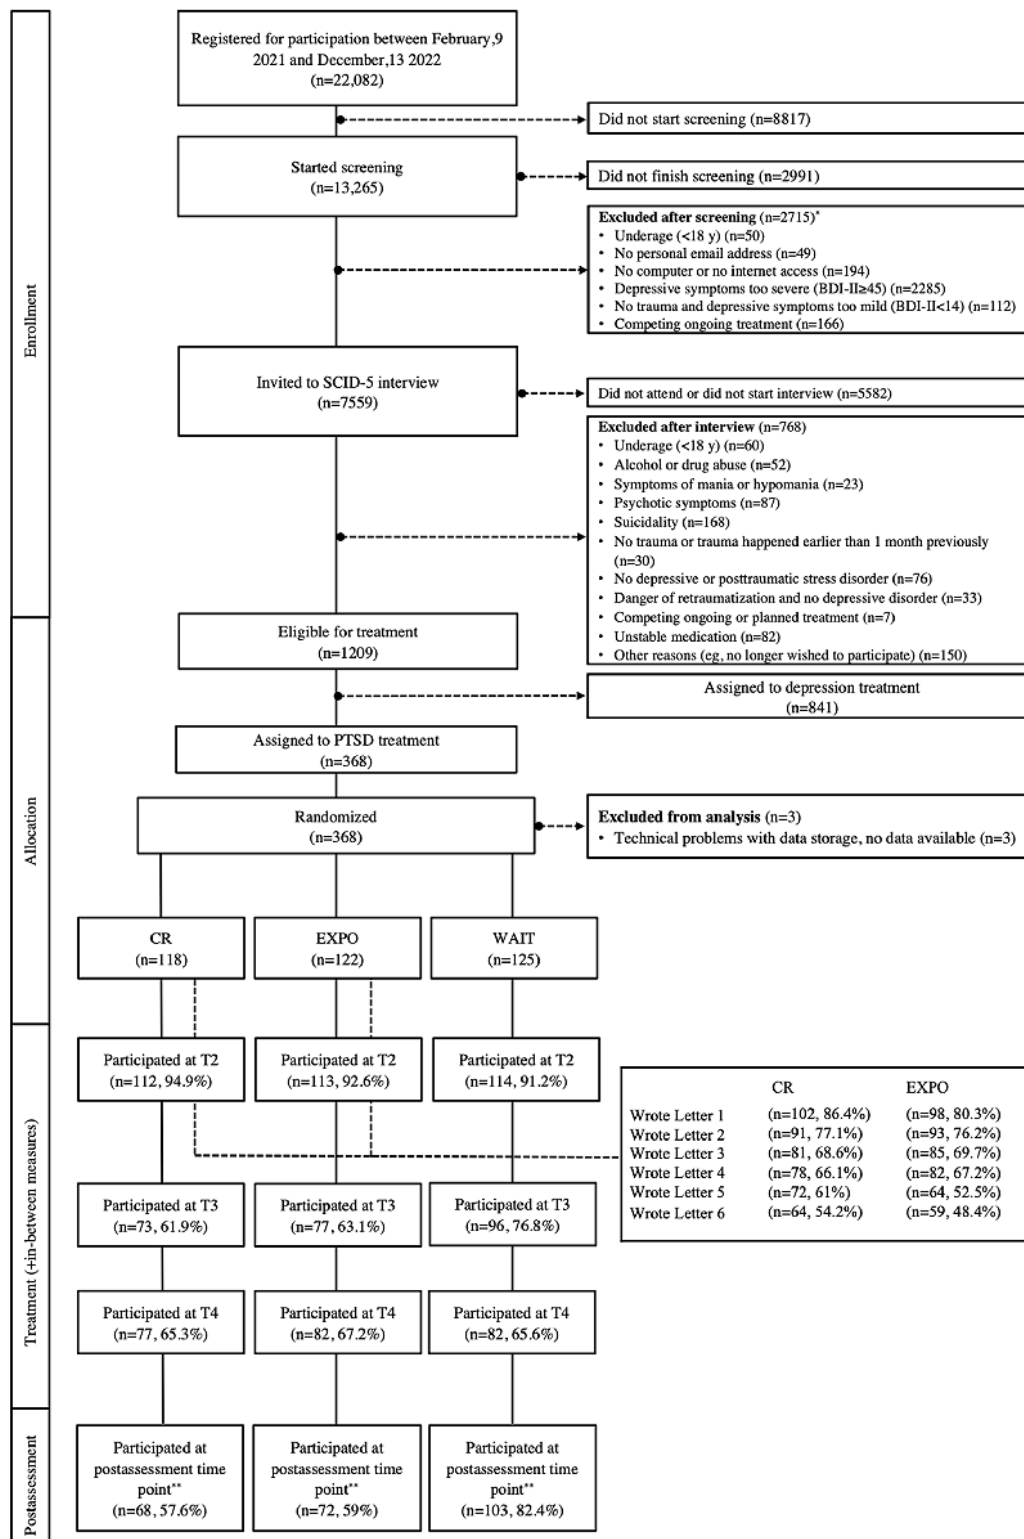 Enrollment
Registered for participation between February,9
2021 and December,13 2022
(n=22,082)
Did not start screening (n=8817)
Started screening
(n=13,265)
Did not finish screening (n=2991)
Excluded after screening (n=2715)*
• Underage (<18 y) (n=50)
• No personal email address (n=49)
• No computer or no internet access (n=194)
• Depressive symptoms too severe (BDI-II≥45) (n=2285)
• No trauma and depressive symptoms too mild (BDI-II<14) (n=112)
• Competing ongoing treatment (n=166)
Invited to SCID-5 interview
(n=7559)
Did not attend or did not start interview (n=5582)
Excluded after interview (n=768)
• Underage (<18 y) (n=60)
• Alcohol or drug abuse (n=52)
• Symptoms of mania or hypomania (n=23)
• Psychotic symptoms (n=87)
• Suicidality (n=168)
• No trauma or trauma happened earlier than 1 month previously
(n=30)
• No depressive or posttraumatic stress disorder (n=76)
• Danger of retraumatization and no depressive disorder (n=33)
• Competing ongoing or planned treatment (n=7)
• Unstable medication (n=82)
• Other reasons (eg, no longer wished to participate) (n=150)
Allocation
Eligible for treatment
(n=1209)
Assigned to depression treatment
(n=841)
Assigned to PTSD treatment
(n=368)
Randomized
(n=368)
Excluded from analysis (n=3)
• Technical problems with data storage, no data available (n=3)
CR
(n=118)
EXPO
(n=122)
WAIT
(n=125)
Treatment (+in-between measures)
Participated at T2
(n=112, 94.9%)
Participated at T2
(n=113, 92.6%)
Participated at T2
(n=114, 91.2%)
CR EXPO
Wrote Letter 1 (n=102, 86.4%) (n=98, 80.3%)
Wrote Letter 2 (n=91, 77.1%) (n=93, 76.2%)
Wrote Letter 3 (n=81, 68.6%) (n=85, 69.7%)
Wrote Letter 4 (n=78, 66.1%) (n=82, 67.2%)
Wrote Letter 5 (n=72, 61%) (n=64, 52.5%)
Wrote Letter 6 (n=64, 54.2%) (n=59, 48.4%)
Participated at T3
(n=73, 61.9%)
Participated at T3
(n=77, 63.1%)
Participated at T3
(n=96, 76.8%)
Participated at T4
(n=77, 65.3%)
Participated at T4
(n=82, 67.2%)
Participated at T4
(n=82, 65.6%)
Postassessment
Participated at
postassessment time
point**
(n=68, 57.6%)
Participated at
postassessment time
point**
(n=72, 59%)
Participated at
postassessment time
point**
(n=103, 82.4%)